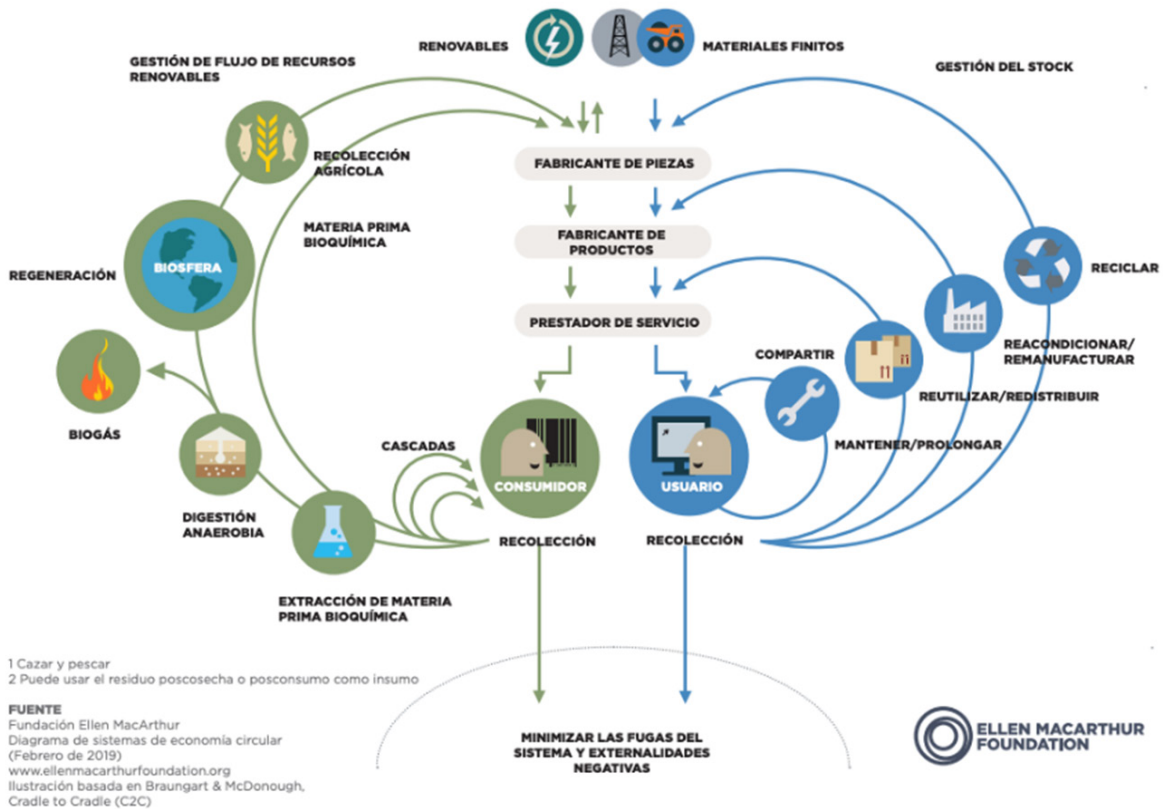 RENOVABLES
MATERIALES FINITOS
GESTIÓN DE FLUJO DE RECURSOS
RENOVABLES
GESTIÓN DEL STOCK
RECOLECCIÓN
AGRÍCOLA
FABRICANTE DE PIEZAS
MATERIA PRIMA
BIOQUÍMICA
FABRICANTE DE
PRODUCTOS
BIOSFERA
REGENERACIÓN
RECICLAR
PRESTADOR DE SERVICIO
REACONDICIONAR/
REMANUFACTURAR
COMPARTIR
REUTILIZAR/REDISTRIBUIR
BIOGÁS
CASCADAS
MANTENER/PROLONGAR
CONSUMIDOR
USUARIO
DIGESTIÓN
ANAEROBIA
RECOLECCIÓN
RECOLECCIÓN
EXTRACCIÓN DE MATERIA
PRIMA BIOQUÍMICA
1 Cazar y pescar
2 Puede usar el residuo poscosecha o posconsumo como insumo
FUENTE
Fundación Ellen MacArthur
Diagrama de sistemas de economía circular
(Febrero de 2019)
www.ellenmacarthurfoundation.org
Ilustración basada en Braungart & McDonough,
Cradle to Cradle (C2C)
MINIMIZAR LAS FUGAS DEL
SISTEMA Y EXTERNALIDADES
NEGATIVAS
ELLEN MACARTHUR
FOUNDATION